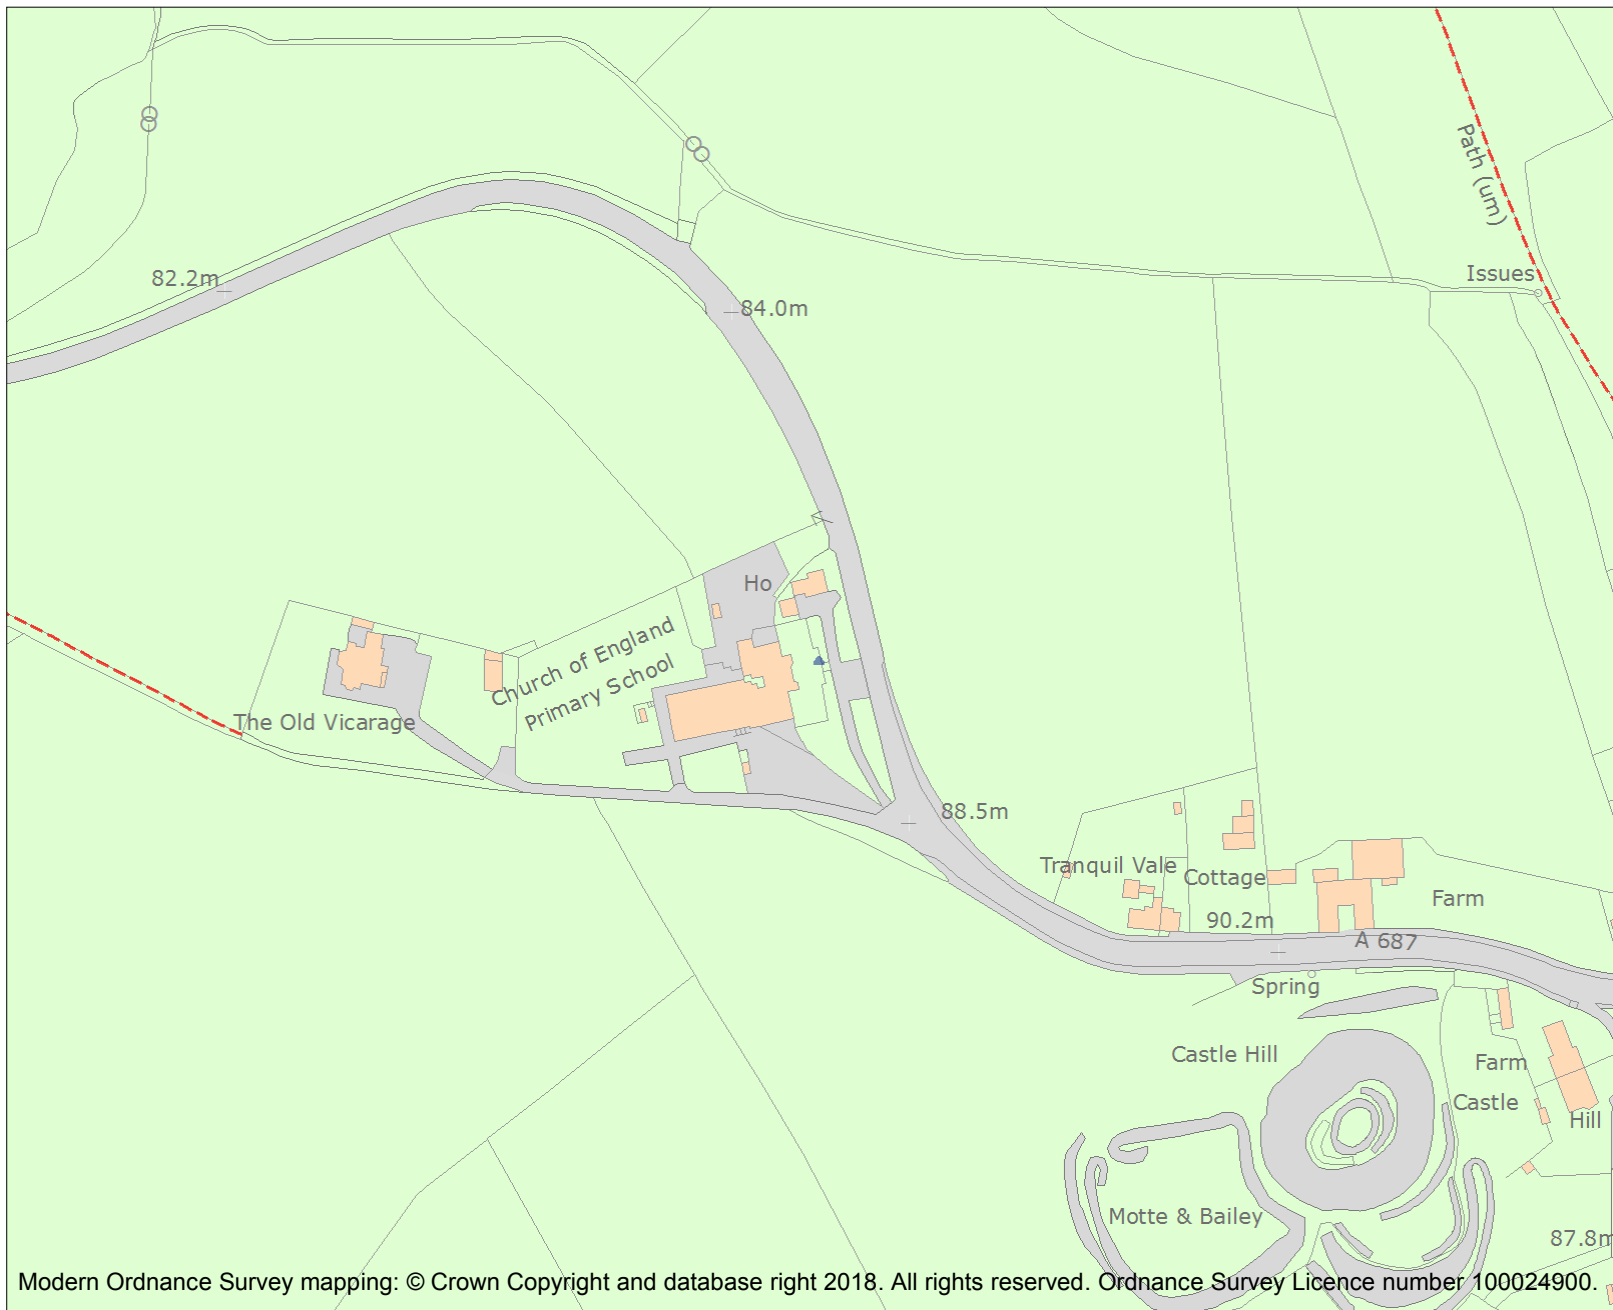 Path (um)
Issues
82.2m
84.0m
Ho
Church of England
Primary School
The Old Vicarage
88.5m
Tranquil Vale
Cottage
Farm
90.2m
A 687
Spring
Castle Hill
Farm
Castle
Hill
Motte & Bailey
87.8m
Modern Ordnance Survey mapping: © Crown Copyright and database right 2018. All rights reserved. Ordnance Survey Licence number 100024900.